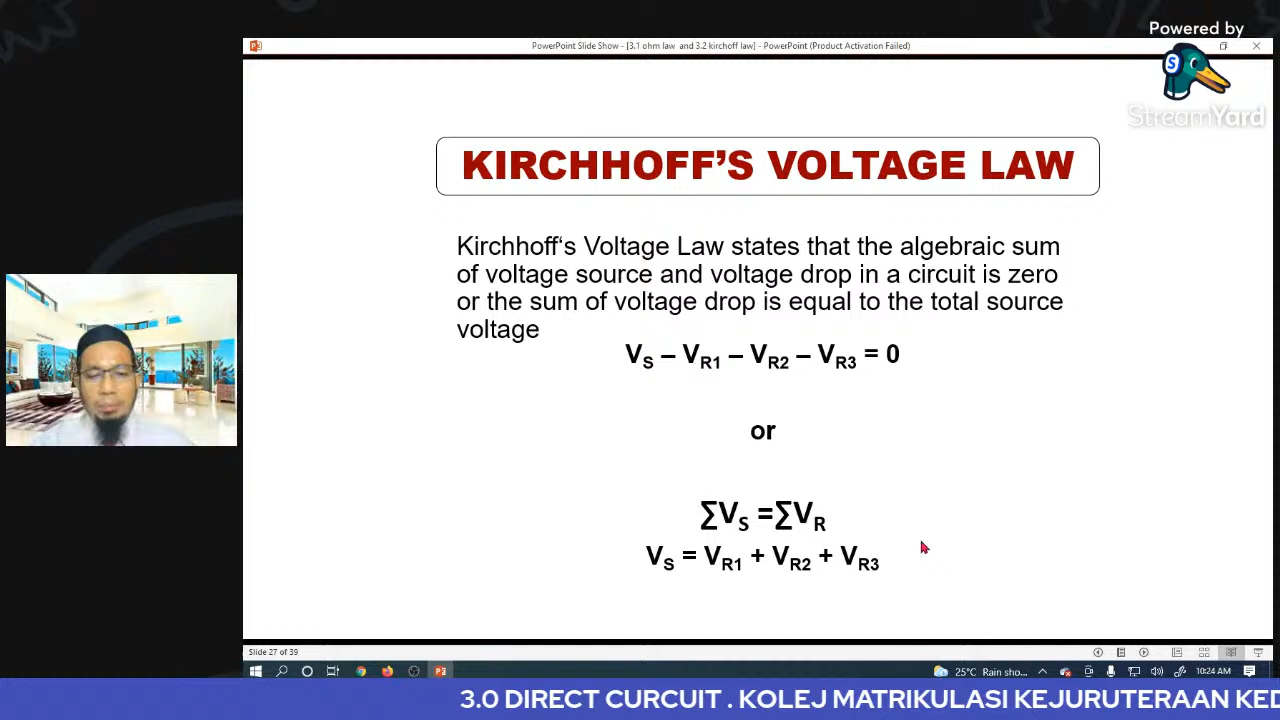 Powered by
StreamYard
PowerPoint Slide Show - [3.1 ohm law and 3.2 kirchoff law] - PowerPoint (Product Activation Failed)
KIRCHHOFF’S VOLTAGE LAW
Kirchhoff‘s Voltage Law states that the algebraic sum
of voltage source and voltage drop in a circuit is zero
or the sum of voltage drop is equal to the total source
voltage
VS – VR1 – VR2 – VR3 = 0
or
∑VS =∑VR
VS = VR1 + VR2 + VR3
Slide 27 of 39
25°C Rain sho... 10:24 AM
3.0 DIRECT CURCUIT . KOLEJ MATRIKULASI KEJURUTERAAN KED